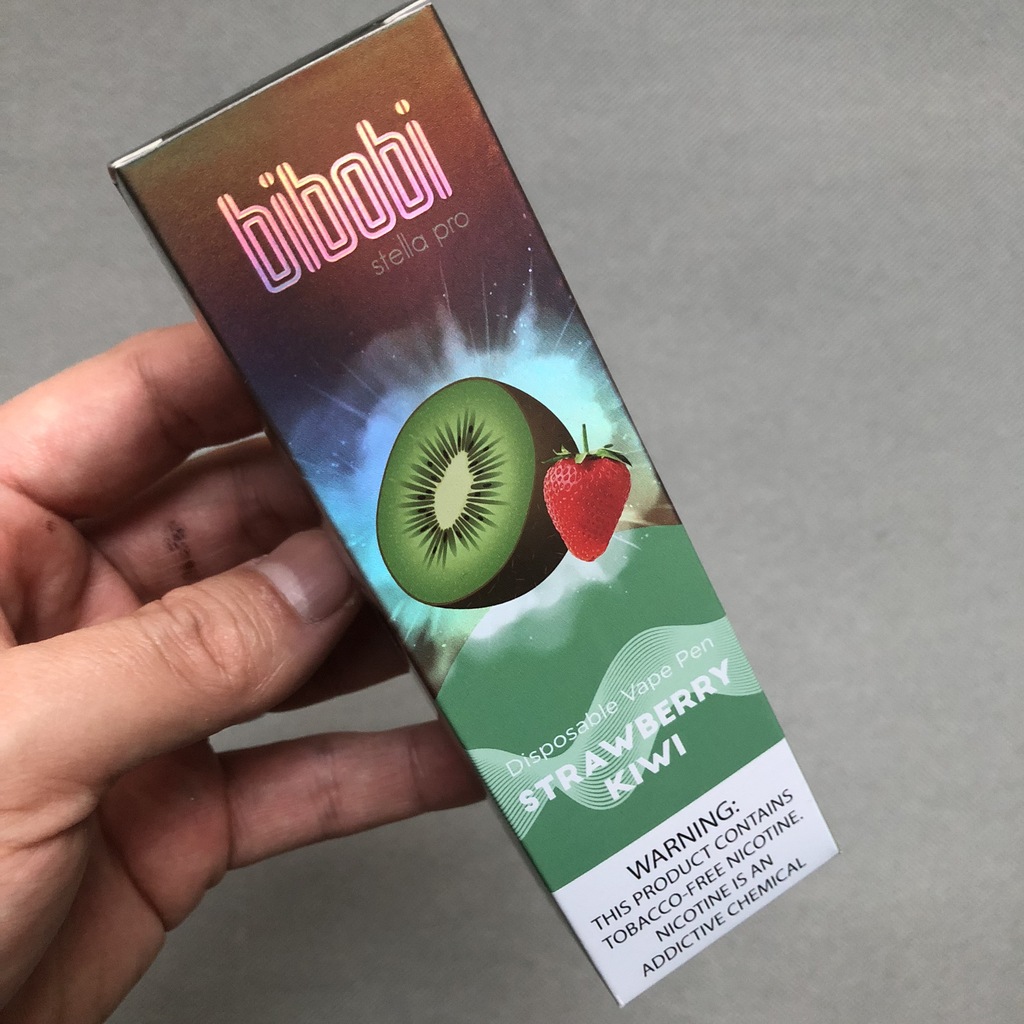 bibobi
stella pro
Disposable Vape Pen
STRAWBERRY
KIWI
WARNING:
THIS PRODUCT CONTAINS
TOBACCO-FREE NICOTINE.
NICOTINE IS AN
ADDICTIVE CHEMICAL